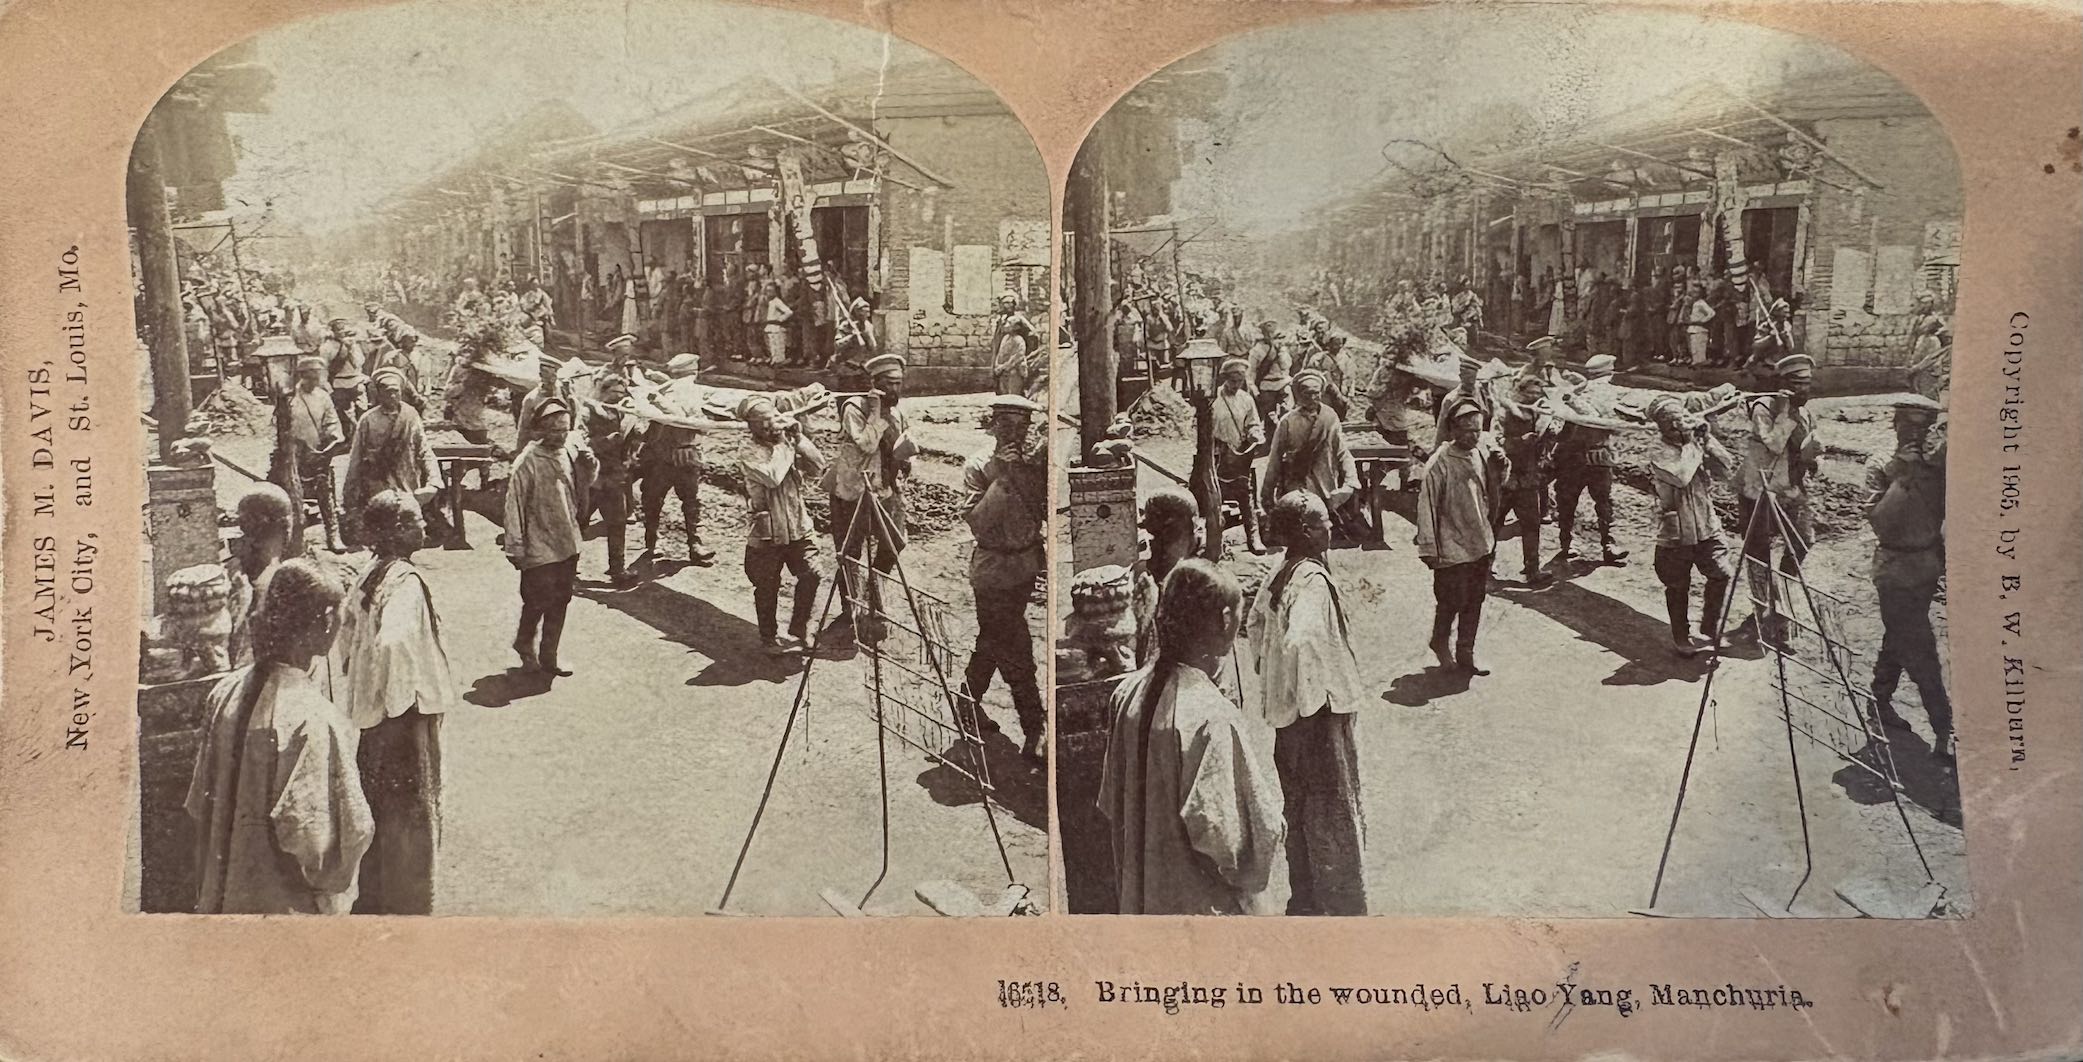 JAMES M. DAVIS,
New York City, and St. Louis, Mo.
Copyright 1905, by B. W. Kilburn,
16518. Bringing in the wounded, Liao Yang, Manchuria.